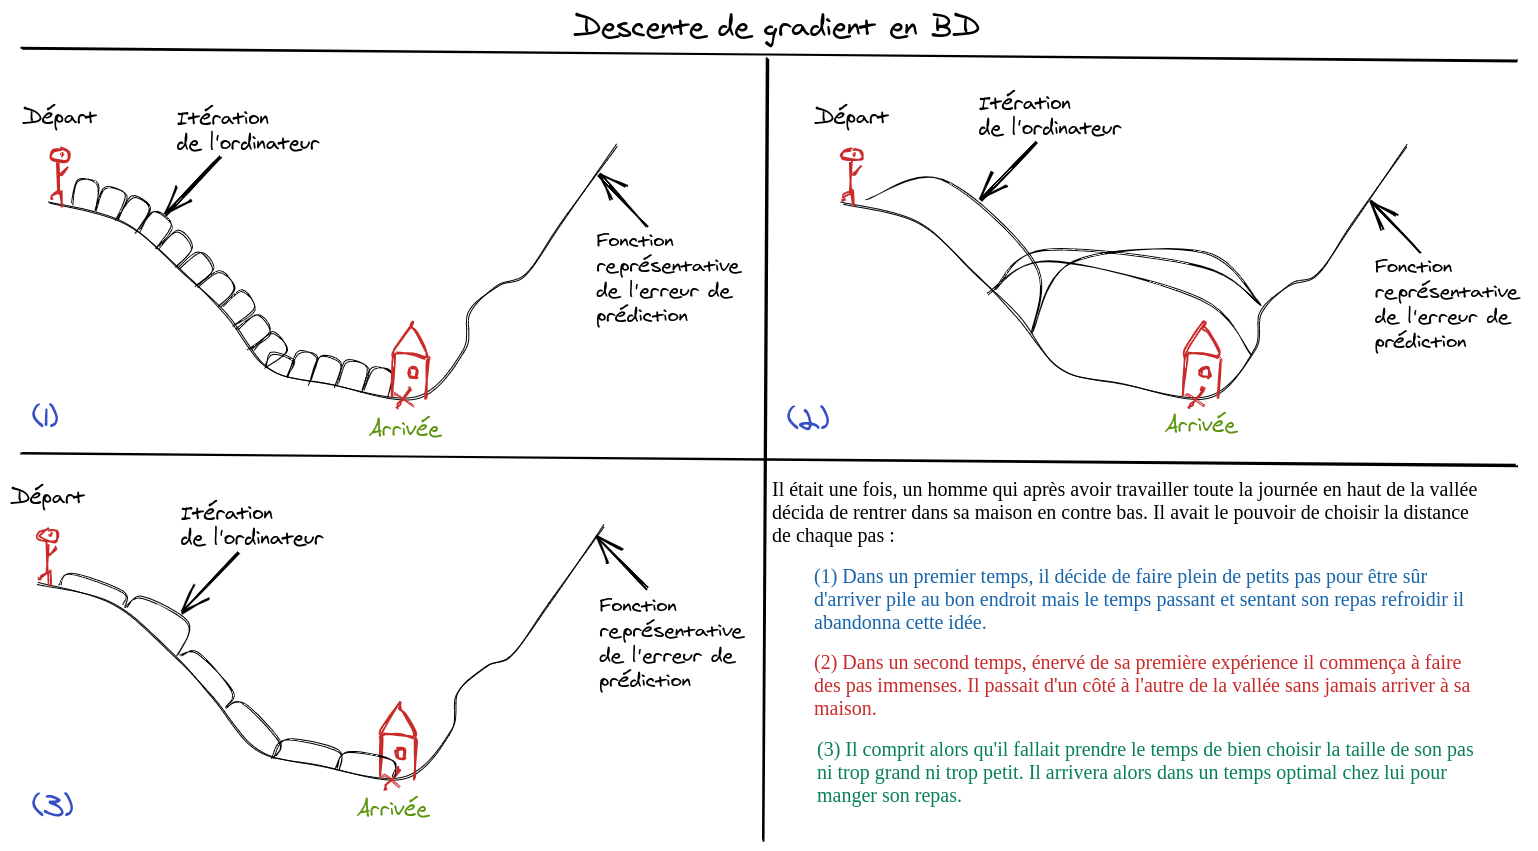 Descente de gradient en BD
Départ
Itération
de l'ordinateur
Fonction
représentative
de l'erreur de
prédiction
Arrivée
(1)
Départ
Itération
de l'ordinateur
Fonction
représentative
de l'erreur de
prédiction
Arrivée
(2)
Départ
Itération
de l'ordinateur
Fonction
représentative
de l'erreur de
prédiction
Arrivée
(3)
Il était une fois, un homme qui après avoir travailler toute la journée en haut de la vallée
décida de rentrer dans sa maison en contre bas. Il avait le pouvoir de choisir la distance
de chaque pas :
(1) Dans un premier temps, il décide de faire plein de petits pas pour être sûr
d'arriver pile au bon endroit mais le temps passant et sentant son repas refroidir il
abandonna cette idée.
(2) Dans un second temps, énervé de sa première expérience il commença à faire
des pas immenses. Il passait d'un côté à l'autre de la vallée sans jamais arriver à sa
maison.
(3) Il comprit alors qu'il fallait prendre le temps de bien choisir la taille de son pas
ni trop grand ni trop petit. Il arrivera alors dans un temps optimal chez lui pour
manger son repas.